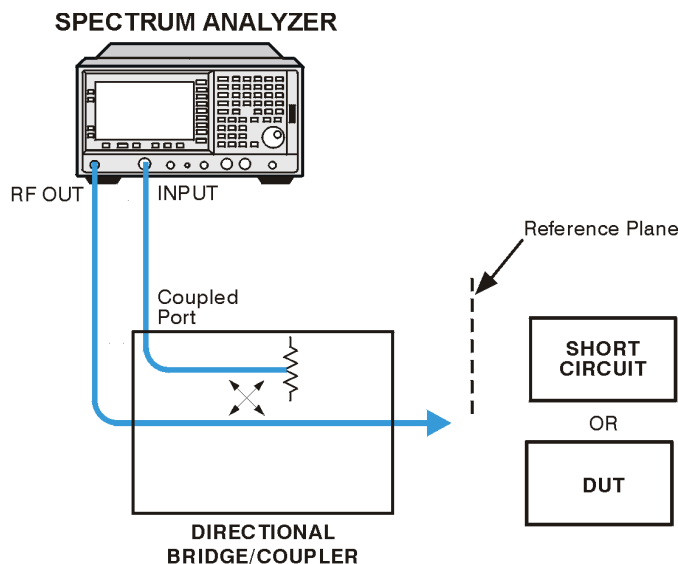 SPECTRUM ANALYZER
RF OUT
INPUT
Reference Plane
Coupled
Port
SHORT
CIRCUIT
OR
DUT
DIRECTIONAL
BRIDGE/COUPLER